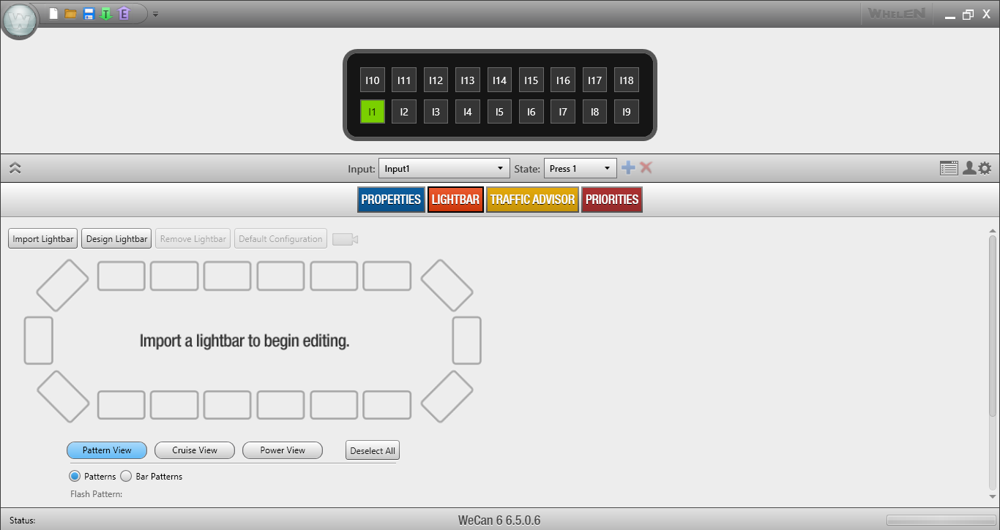 T E WHELEN
I10 I11 I12 I13 I14 I15 I16 I17 I18
I1 I2 I3 I4 I5 I6 I7 I8 I9
Input: Input1 State: Press 1
PROPERTIES LIGHTBAR TRAFFIC ADVISOR PRIORITIES
Import Lightbar Design Lightbar Remove Lightbar Default Configuration
Import a lightbar to begin editing.
Pattern View Cruise View Power View Deselect All
Patterns Bar Patterns
Flash Pattern:
Status: WeCan 6 6.5.0.6